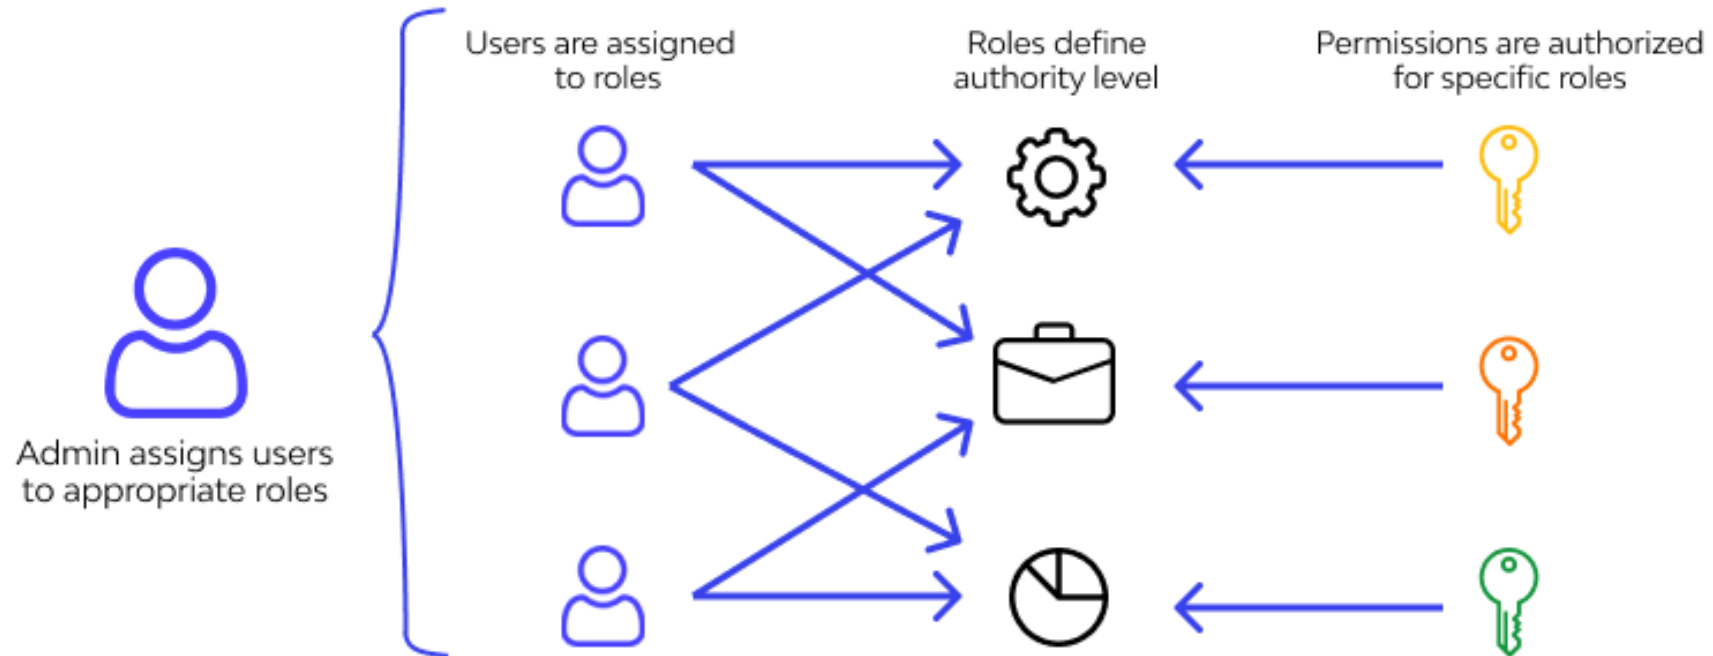 Users are assigned
to roles
Roles define
authority level
Permissions are authorized
for specific roles
Admin assigns users
to appropriate roles